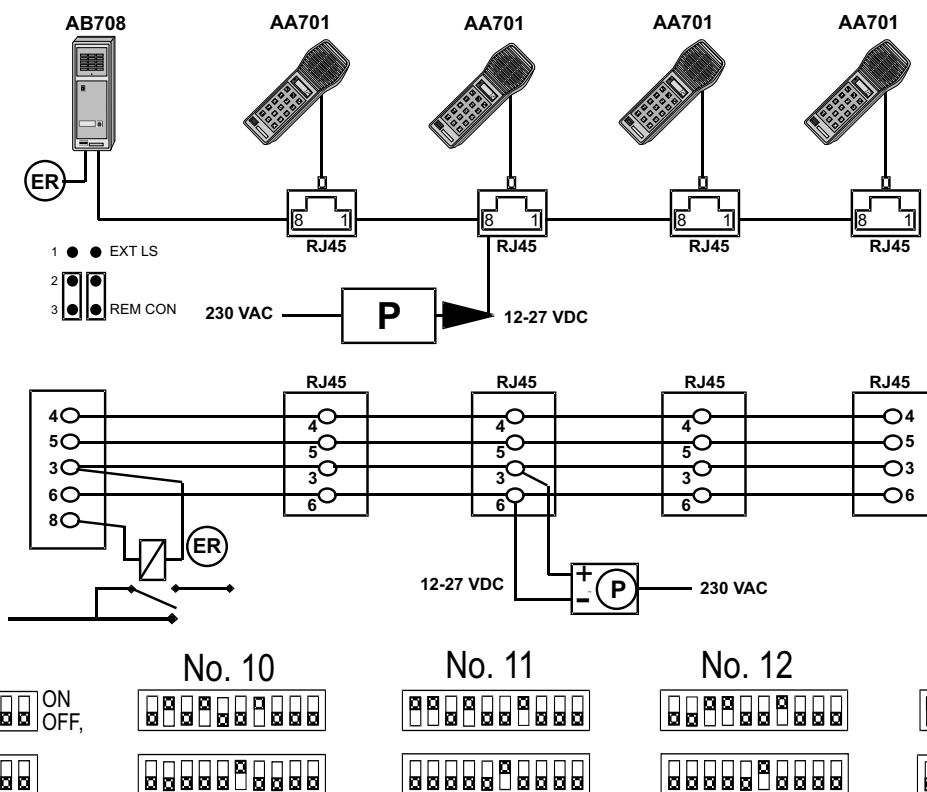 AB708 AA701 AA701 AA701 AA701
ER
8 1 8 1 8 1 8 1
RJ45 RJ45 RJ45 RJ45
1 EXT LS
2
3 REM CON
230 VAC P 12-27 VDC
RJ45 RJ45 RJ45 RJ45
4 4 4 4 4
5 5 5 5 5
3 3 3 3 3
6 6 6 6 6
8
ER
12-27 VDC + - P 230 VAC
No. 10 No. 11 No. 12
ON
OFF,